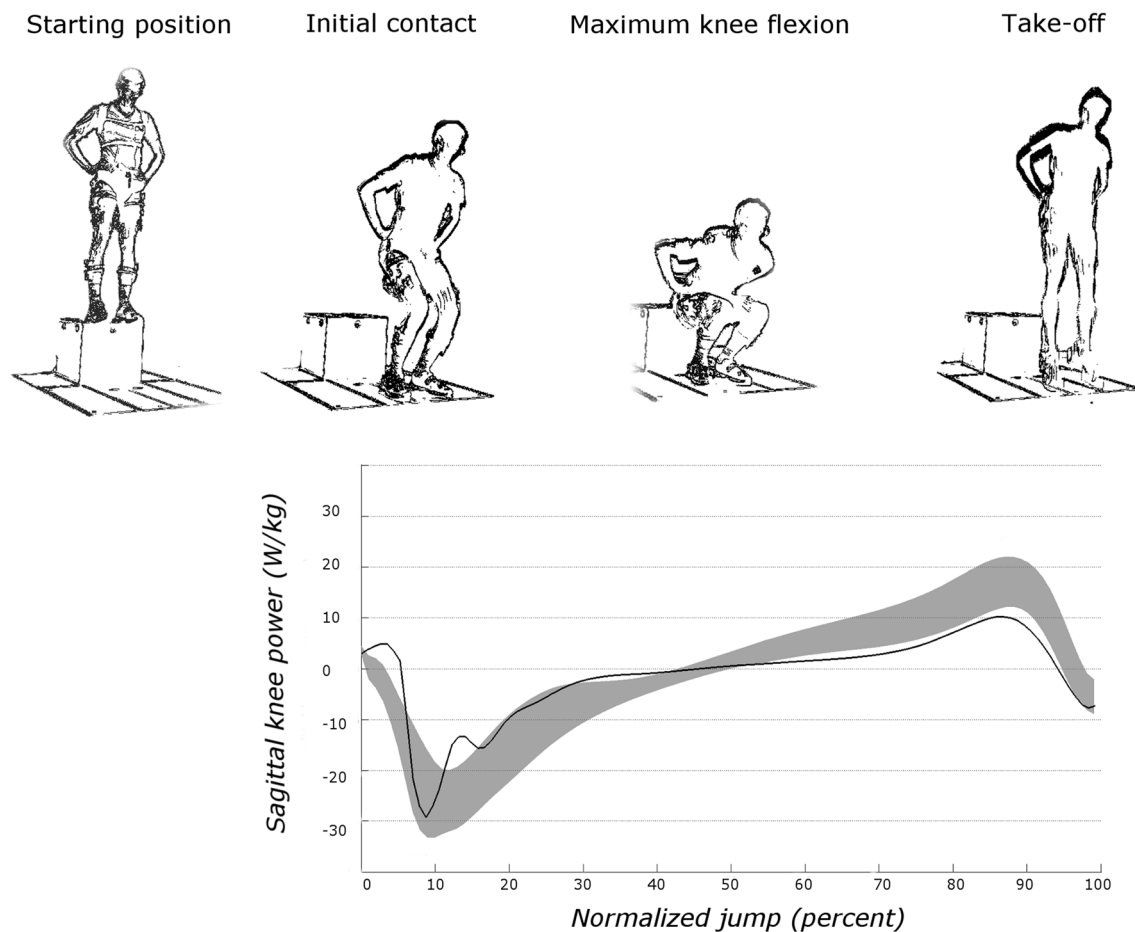 Starting position
Initial contact
Maximum knee flexion
Take-off
Sagittal knee power (W/kg)
30
20
10
0
-10
-20
-30
0 10 20 30 40 50 60 70 80 90 100
Normalized jump (percent)